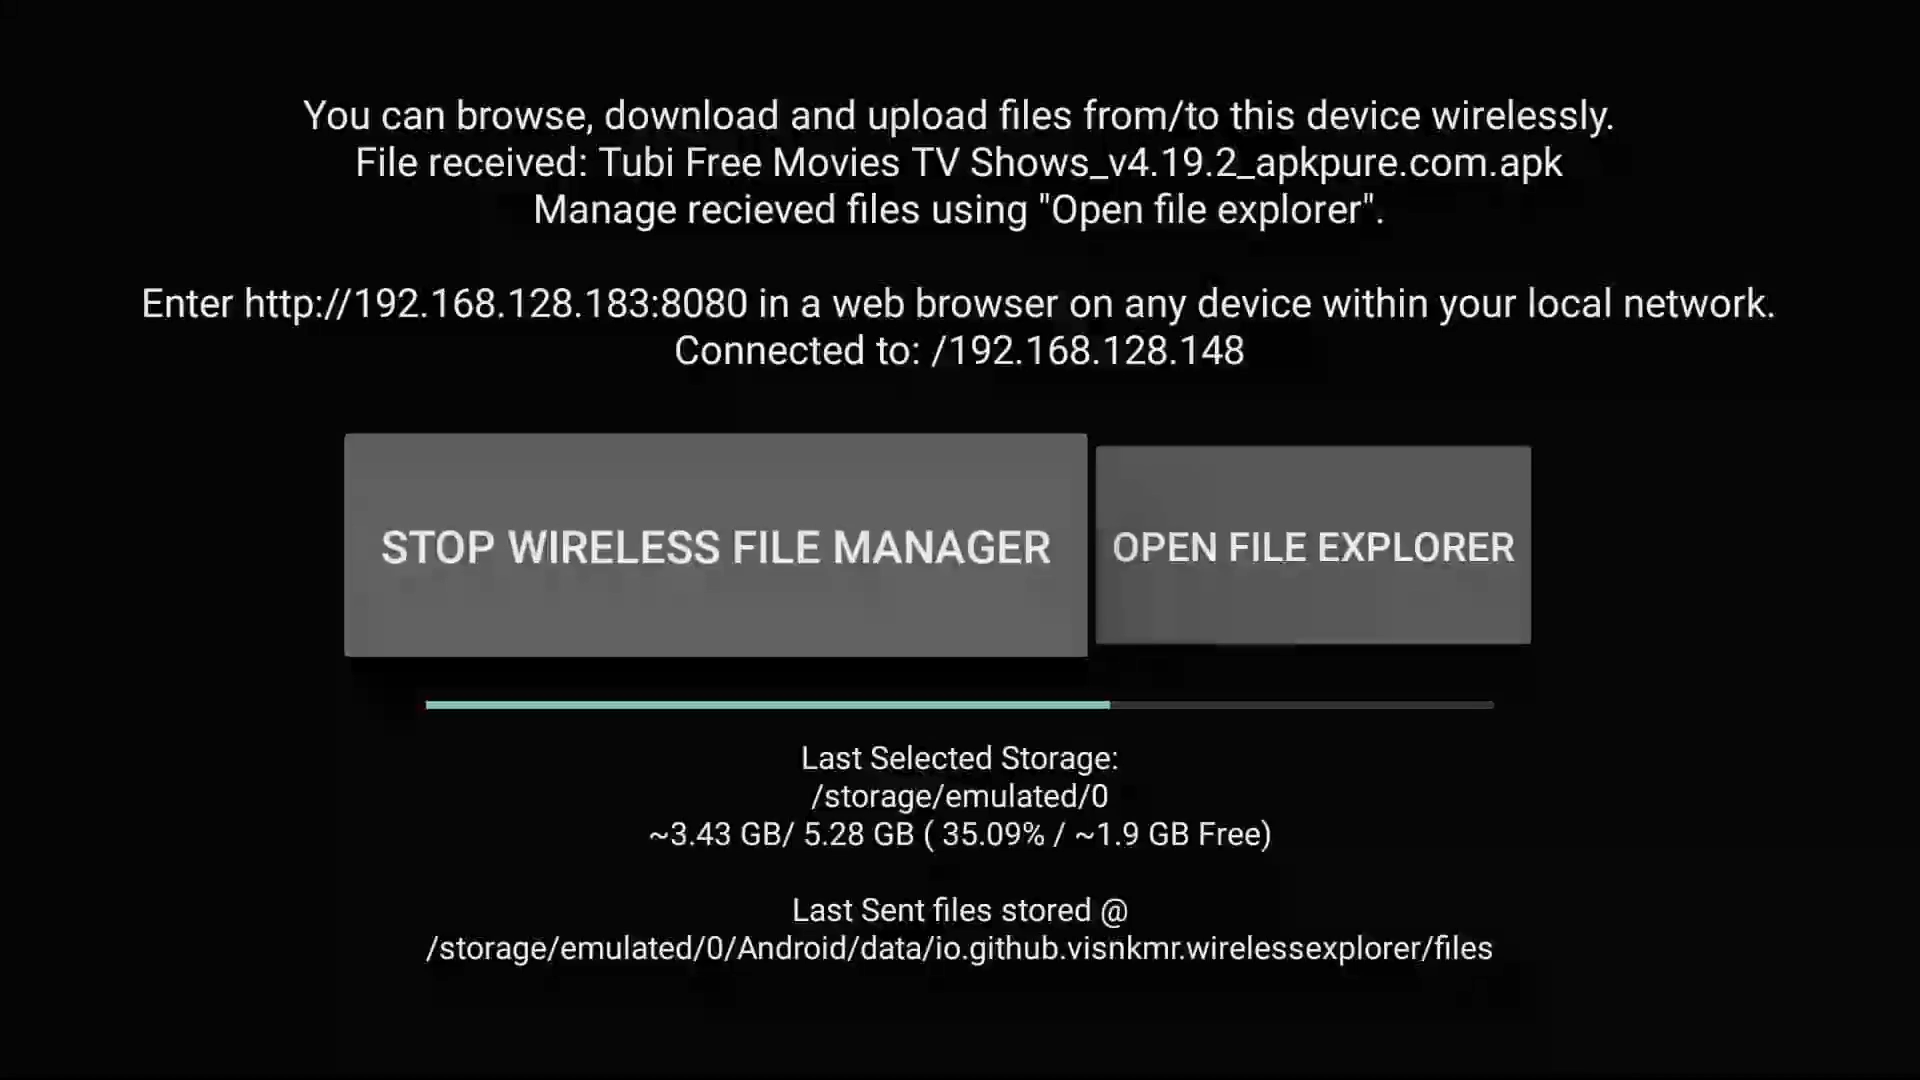 You can browse, download and upload files from/to this device wirelessly.
File received: Tubi Free Movies TV Shows_v4.19.2_apkpure.com.apk
Manage recieved files using "Open file explorer".
Enter http://192.168.128.183:8080 in a web browser on any device within your local network.
Connected to: /192.168.128.148
STOP WIRELESS FILE MANAGER
OPEN FILE EXPLORER
Last Selected Storage:
/storage/emulated/0
~3.43 GB/ 5.28 GB ( 35.09% / ~1.9 GB Free)
Last Sent files stored @
/storage/emulated/0/Android/data/io.github.visnkmr.wirelessexplorer/files